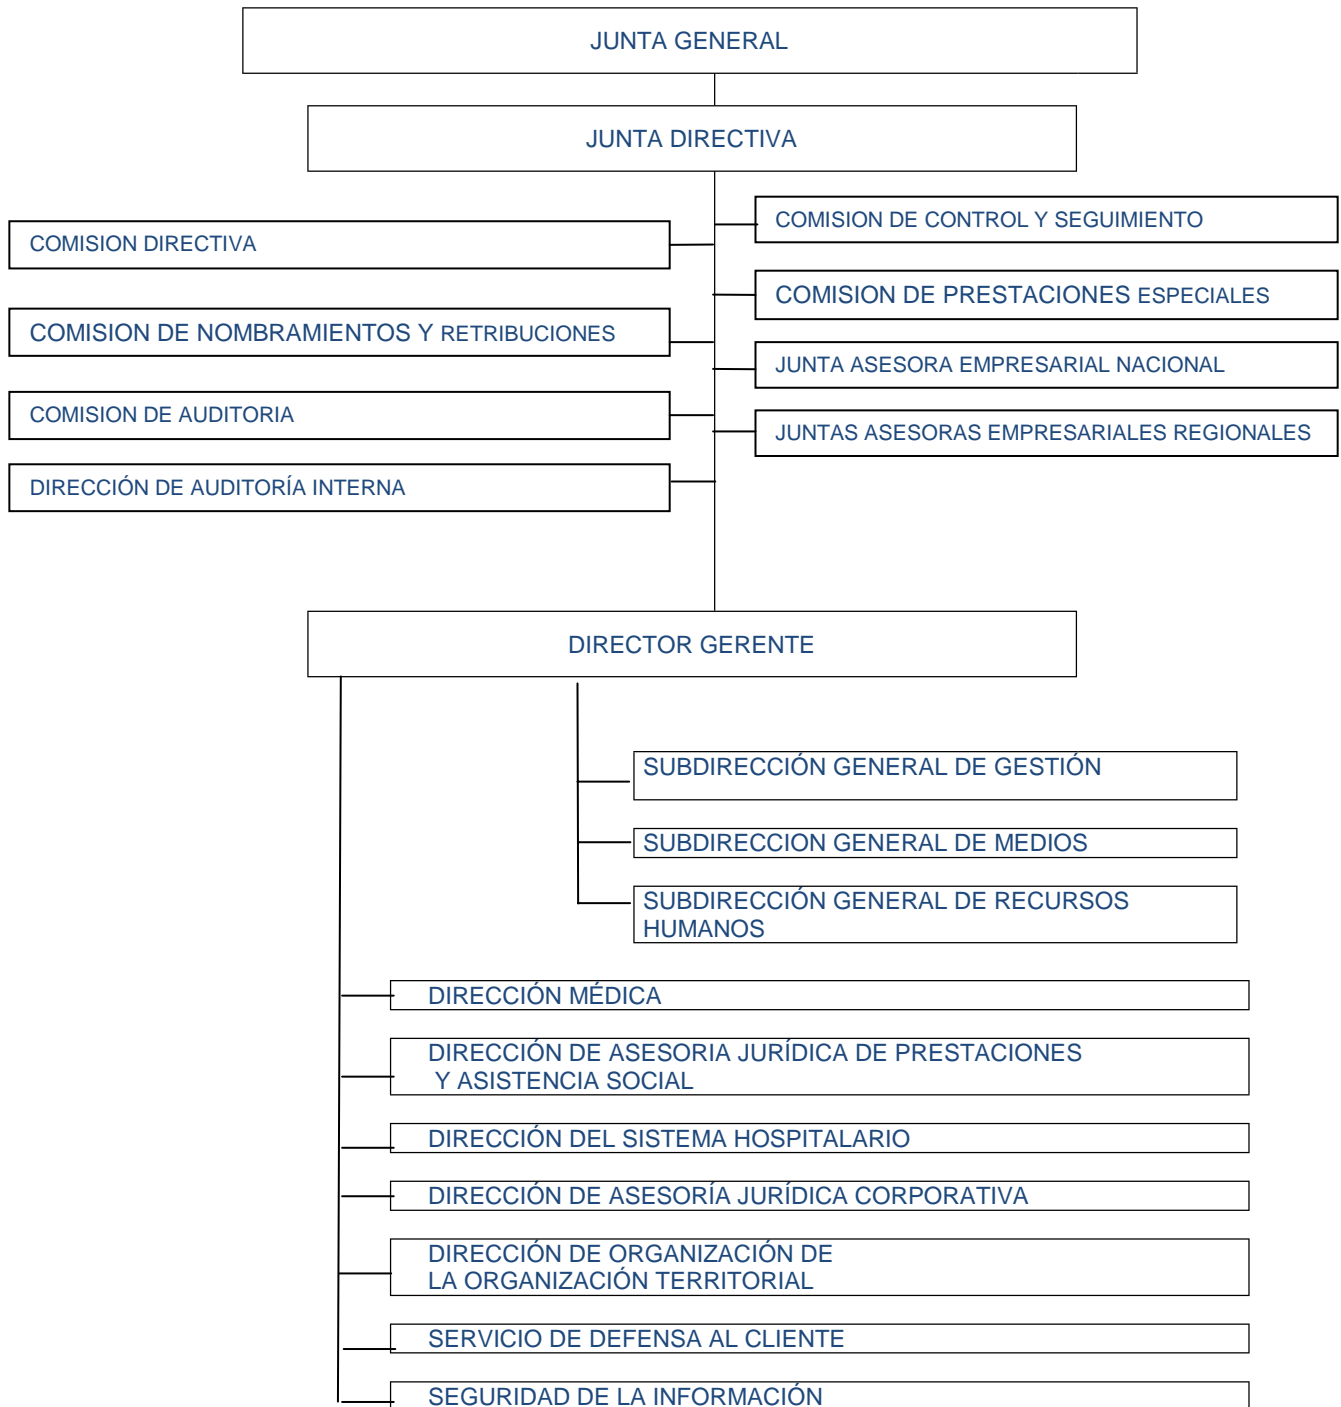 JUNTA GENERAL
JUNTA DIRECTIVA
COMISION DE CONTROL Y SEGUIMIENTO
COMISION DIRECTIVA
COMISION DE PRESTACIONES ESPECIALES
COMISION DE NOMBRAMIENTOS Y RETRIBUCIONES
JUNTA ASESORA EMPRESARIAL NACIONAL
COMISION DE AUDITORIA
JUNTAS ASESORAS EMPRESARIALES REGIONALES
DIRECCIÓN DE AUDITORÍA INTERNA
DIRECTOR GERENTE
SUBDIRECCIÓN GENERAL DE GESTIÓN
SUBDIRECCION GENERAL DE MEDIOS
SUBDIRECCIÓN GENERAL DE RECURSOS
HUMANOS
DIRECCIÓN MÉDICA
DIRECCIÓN DE ASESORIA JURÍDICA DE PRESTACIONES
Y ASISTENCIA SOCIAL
DIRECCIÓN DEL SISTEMA HOSPITALARIO
DIRECCIÓN DE ASESORÍA JURÍDICA CORPORATIVA
DIRECCIÓN DE ORGANIZACIÓN DE
LA ORGANIZACIÓN TERRITORIAL
SERVICIO DE DEFENSA AL CLIENTE
SEGURIDAD DE LA INFORMACIÓN